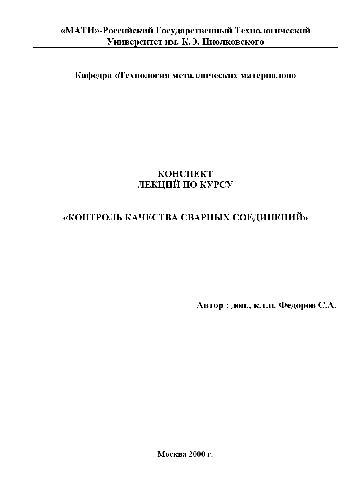 «МАТИ»-Российский Государственный Технологический
Университет им. К.Э. Циолковского
Кафедра «Технология металлических материалов»
КОНСПЕКТ
ЛЕКЦИЙ ПО КУРСУ
«КОНТРОЛЬ КАЧЕСТВА СВАРНЫХ СОЕДИНЕНИЙ»
Автор : доц., к.т.н. Федоров С.А.
Москва 2000 г.